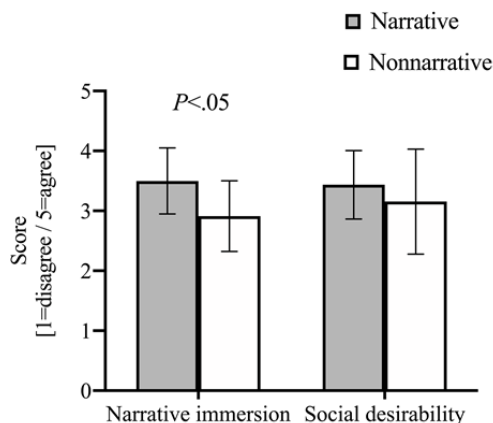 Narrative
Nonnarrative
P<.05
Score
[1=disagree / 5=agree]
5
4
3
2
1
0
Narrative immersion Social desirability